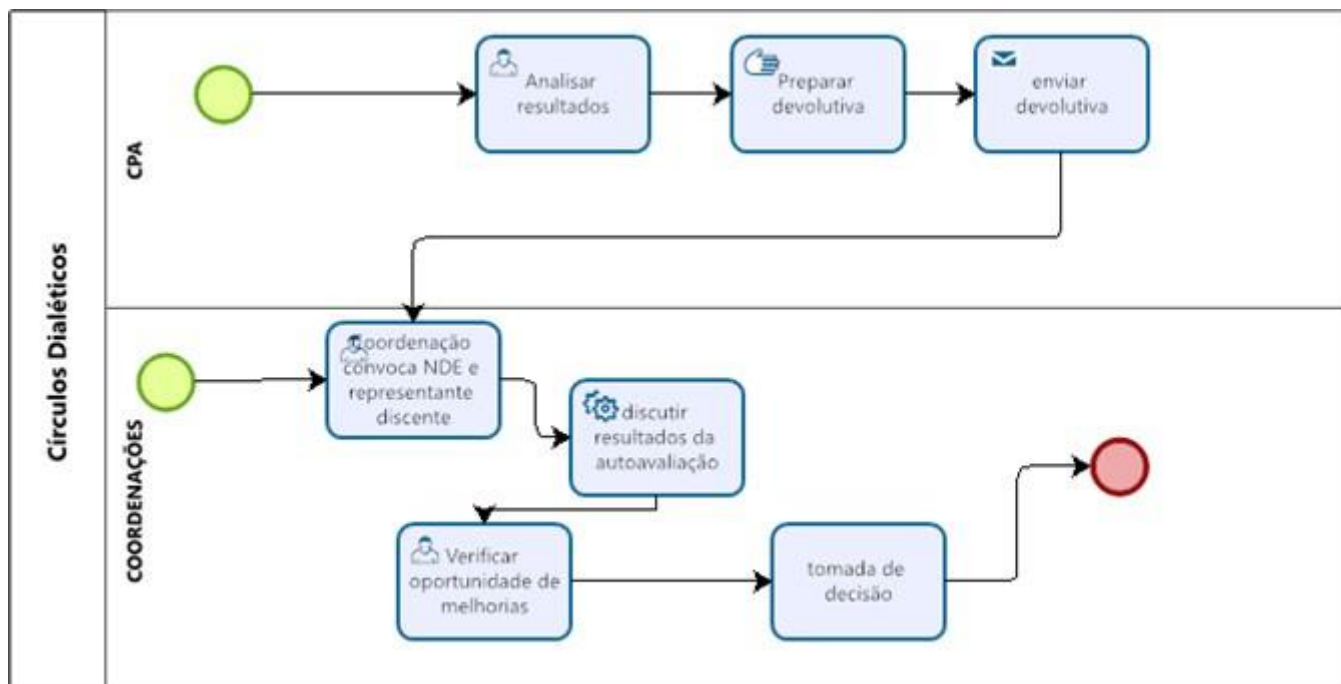 Círculos Dialéticos
CPA
Analisar
resultados
Preparar
devolutiva
enviar
devolutiva
COORDENAÇÕES
Coordenação
convoca NDE e
representante
discente
discutir
resultados da
autoavaliação
Verificar
oportunidade de
melhorias
tomada de
decisão